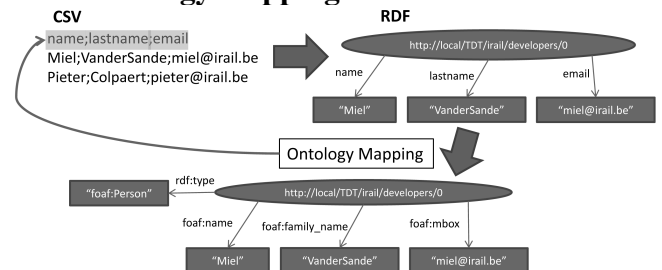 CSV
RDF
name;lastname;email
Miel;VanderSande;miel@irail.be
Pieter;Colpaert;pieter@irail.be
http://local/TDT/irail/developers/0
name
lastname
email
"Miel"
"VanderSande"
"miel@irail.be"
Ontology Mapping
rdf:type
"foaf:Person"
http://local/TDT/irail/developers/0
foaf:name
foaf:family_name
foaf:mbox
"Miel"
"VanderSande"
"miel@irail.be"